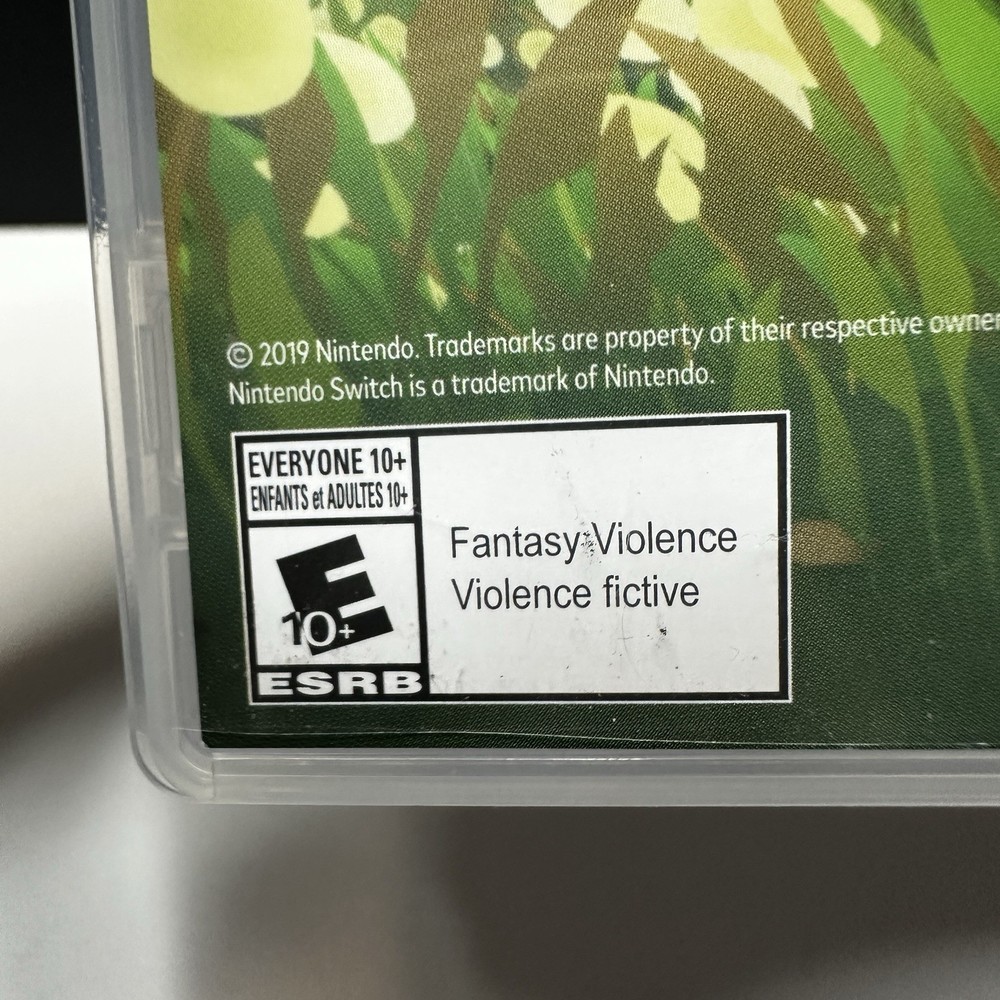 © 2019 Nintendo. Trademarks are property of their respective owner
Nintendo Switch is a trademark of Nintendo.
EVERYONE 10+
ENFANTS et ADULTES 10+
E
10+
ESRB
Fantasy Violence
Violence fictive